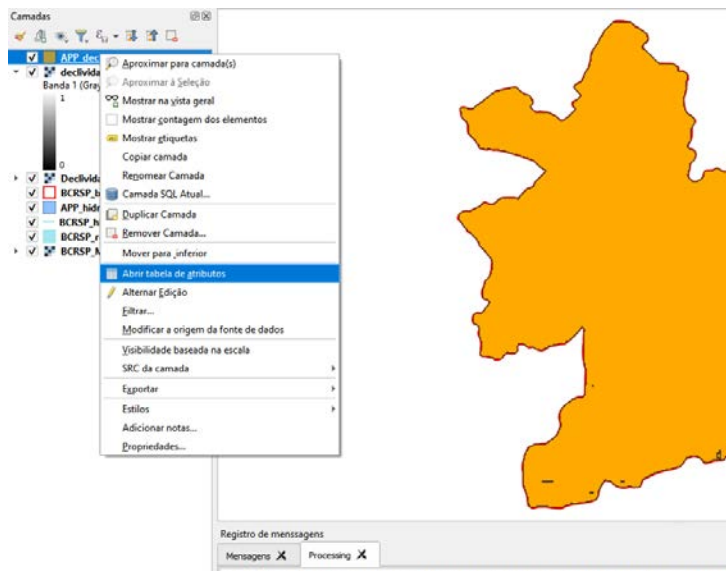 Camadas
APP_dec
declivida
Banda 1 (Gray
1
0
Declivida
BCRSP_b
APP_hidr
BCRSP_h
BCRSP_r
BCRSP_M
Aproximar para camada(s)
Aproximar à Seleção
Mostrar na vista geral
Mostrar contagem dos elementos
Mostrar etiquetas
Copiar camada
Renomear Camada
Camada SQL Atual...
Duplicar Camada
Remover Camada...
Mover para inferior
Abrir tabela de atributos
Alternar Edição
Filtrar...
Modificar a origem da fonte de dados
Visibilidade baseada na escala
SRC da camada
Exportar
Estilos
Adicionar notas...
Propriedades...
Registro de menssagens
Mensagens
Processing